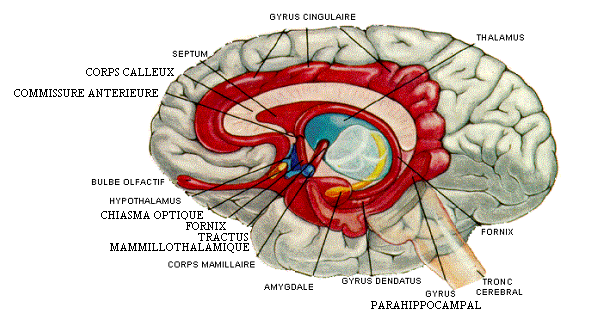 GYRUS CINGULAIRE
THALAMUS
SEPTUM
CORPS CALLEUX
COMMISSURE ANTERIEURE
BULBE OLFACTIF
HYPOTHALAMUS
CHIASMA OPTIQUE
FORNIX
TRACTUS
MAMMILLOTHALAMIQUE
CORPS MAMILLAIRE
AMYGDALE
GYRUS DENDATUS
GYRUS
PARAHIPPOCAMPAL
TRONC
CEREBRAL
FORNIX